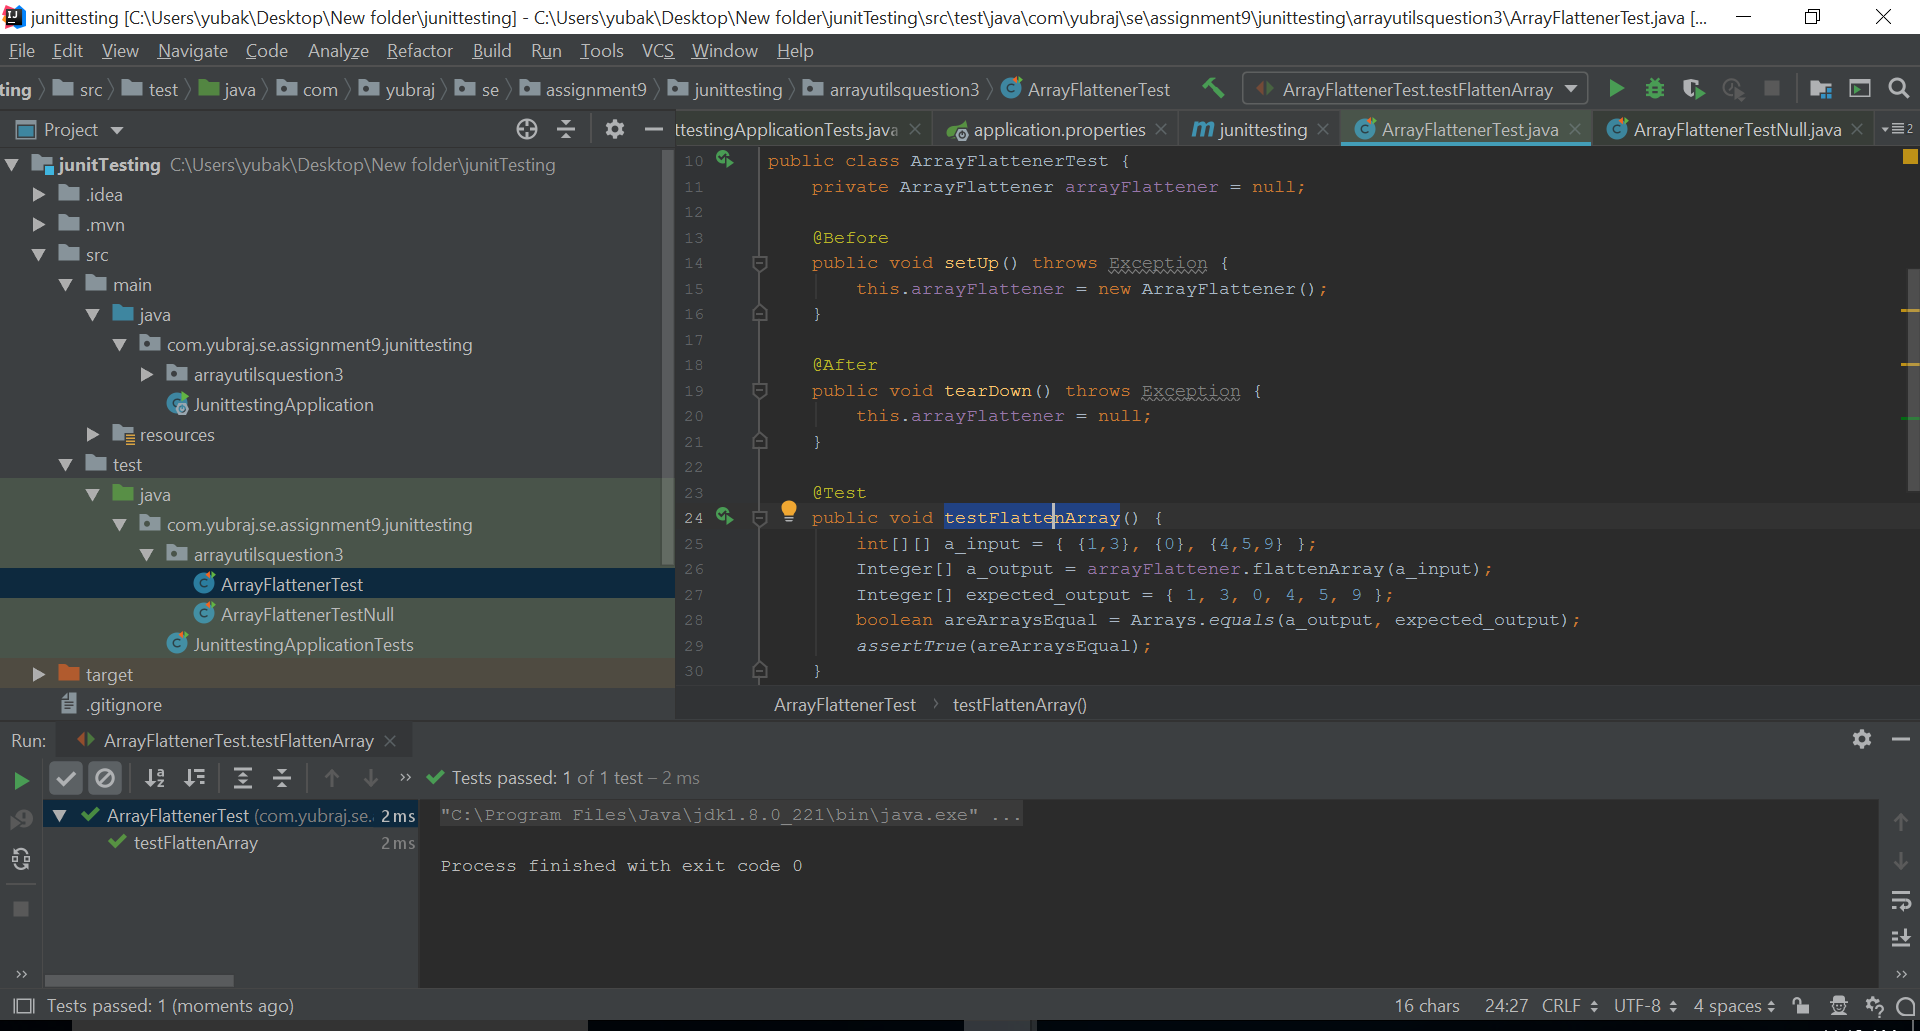 junittesting [C:\Users\yubak\Desktop\New folder\junittesting] - C:\Users\yubak\Desktop\New folder\junitTesting\src\test\java\com\yubraj\se\assignment9\junittesting\arrayutilsquestion3\ArrayFlattenerTest.java [...
File Edit View Navigate Code Analyze Refactor Build Run Tools VCS Window Help
ting src test java com yubraj se assignment9 junittesting arrayutilsquestion3 ArrayFlattenerTest ArrayFlattenerTest.testFlattenArray
Project
ttestingApplicationTests.java application.properties junittesting ArrayFlattenerTest.java ArrayFlattenerTestNull.java 2
junitTesting C:\Users\yubak\Desktop\New folder\junitTesting
.idea
.mvn
src
main
java
com.yubraj.se.assignment9.junittesting
arrayutilsquestion3
JunittestingApplication
resources
test
java
com.yubraj.se.assignment9.junittesting
arrayutilsquestion3
ArrayFlattenerTest
ArrayFlattenerTestNull
JunittestingApplicationTests
target
.gitignore
10 public class ArrayFlattenerTest {
11 private ArrayFlattener arrayFlattener = null;
12
13 @Before
14 public void setUp() throws Exception {
15 this.arrayFlattener = new ArrayFlattener();
16 }
17
18 @After
19 public void tearDown() throws Exception {
20 this.arrayFlattener = null;
21 }
22
23 @Test
24 public void testFlattenArray() {
25 int[][] a_input = { {1,3}, {0}, {4,5,9} };
26 Integer[] a_output = arrayFlattener.flattenArray(a_input);
27 Integer[] expected_output = { 1, 3, 0, 4, 5, 9 };
28 boolean areArraysEqual = Arrays.equals(a_output, expected_output);
29 assertTrue(areArraysEqual);
30 }
ArrayFlattenerTest testFlattenArray()
Run: ArrayFlattenerTest.testFlattenArray
Tests passed: 1 of 1 test – 2 ms
ArrayFlattenerTest (com.yubraj.se. 2 ms
testFlattenArray 2 ms
"C:\Program Files\Java\jdk1.8.0_221\bin\java.exe" ...
Process finished with exit code 0
Tests passed: 1 (moments ago) 16 chars 24:27 CRLF UTF-8 4 spaces